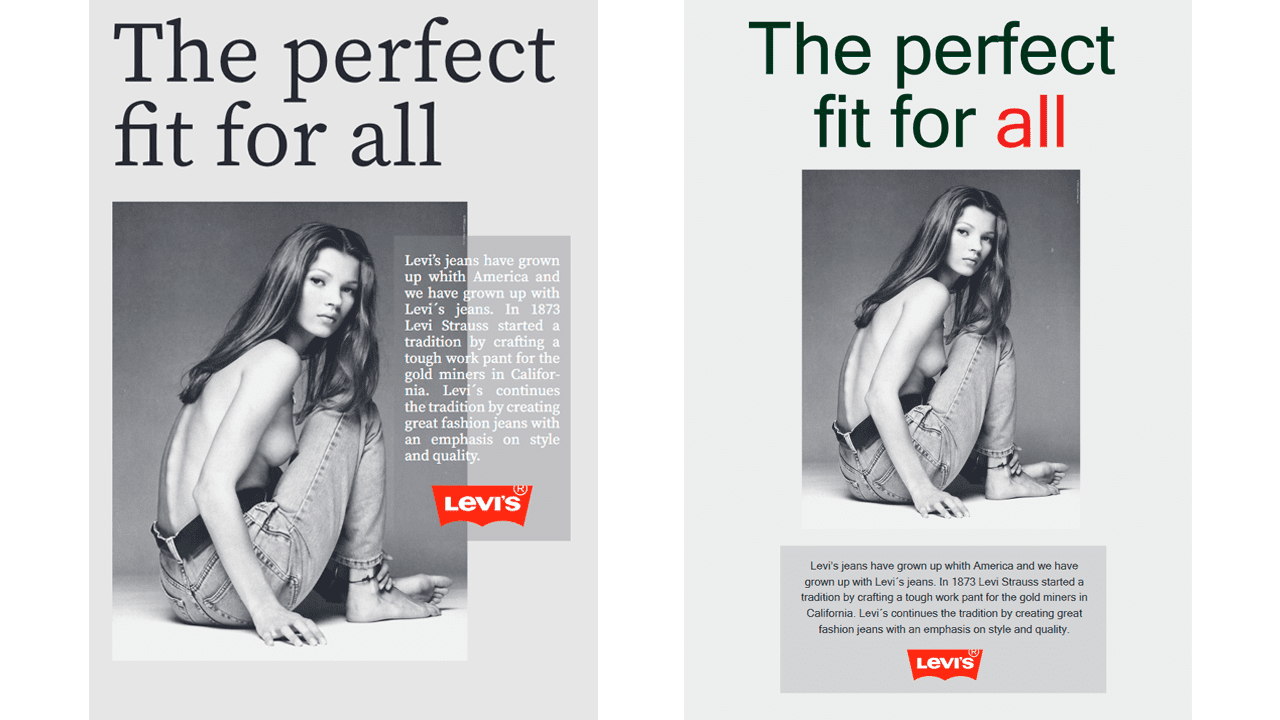 The perfect
fit for all
Levi’s jeans have grown
up whith America and
we have grown up with
Levi´s jeans. In 1873
Levi Strauss started a
tradition by crafting a
tough work pant for the
gold miners in Califor-
nia. Levi´s continues
the tradition by creating
great fashion jeans with
an emphasis on style
and quality.
LEVI'S®
The perfect
fit for all
Levi’s jeans have grown up whith America and we have
grown up with Levi´s jeans. In 1873 Levi Strauss started a
tradition by crafting a tough work pant for the gold miners in
California. Levi´s continues the tradition by creating great
fashion jeans with an emphasis on style and quality.
LEVI'S®